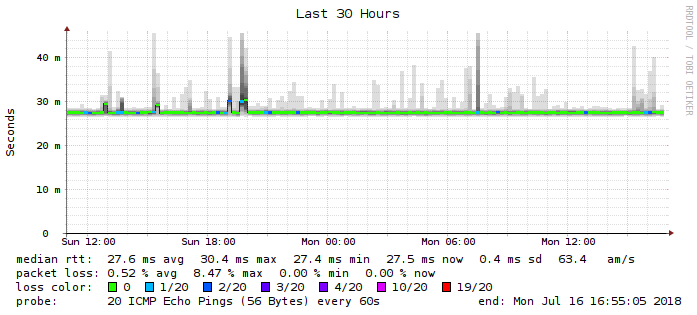 Last 30 Hours
RRDTOOL / TOBI OETIKER
Seconds
40 m
30 m
20 m
10 m
0
Sun 12:00 Sun 18:00 Mon 00:00 Mon 06:00 Mon 12:00
median rtt: 27.6 ms avg 30.4 ms max 27.4 ms min 27.5 ms now 0.4 ms sd 63.4 am/s
packet loss: 0.52 % avg 8.47 % max 0.00 % min 0.00 % now
loss color: 0 1/20 2/20 3/20 4/20 10/20 19/20
probe: 20 ICMP Echo Pings (56 Bytes) every 60s end: Mon Jul 16 16:55:05 2018